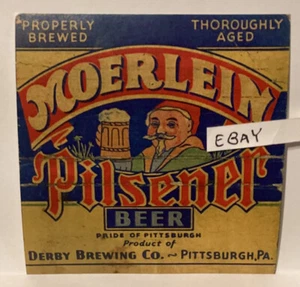 PROPERLY BREWED
THOROUGHLY AGED
MOERLEIN
EBAY
Pilsener
BEER
PRIDE OF PITTSBURGH
Product of
DERBY BREWING CO. ~ PITTSBURGH, PA.